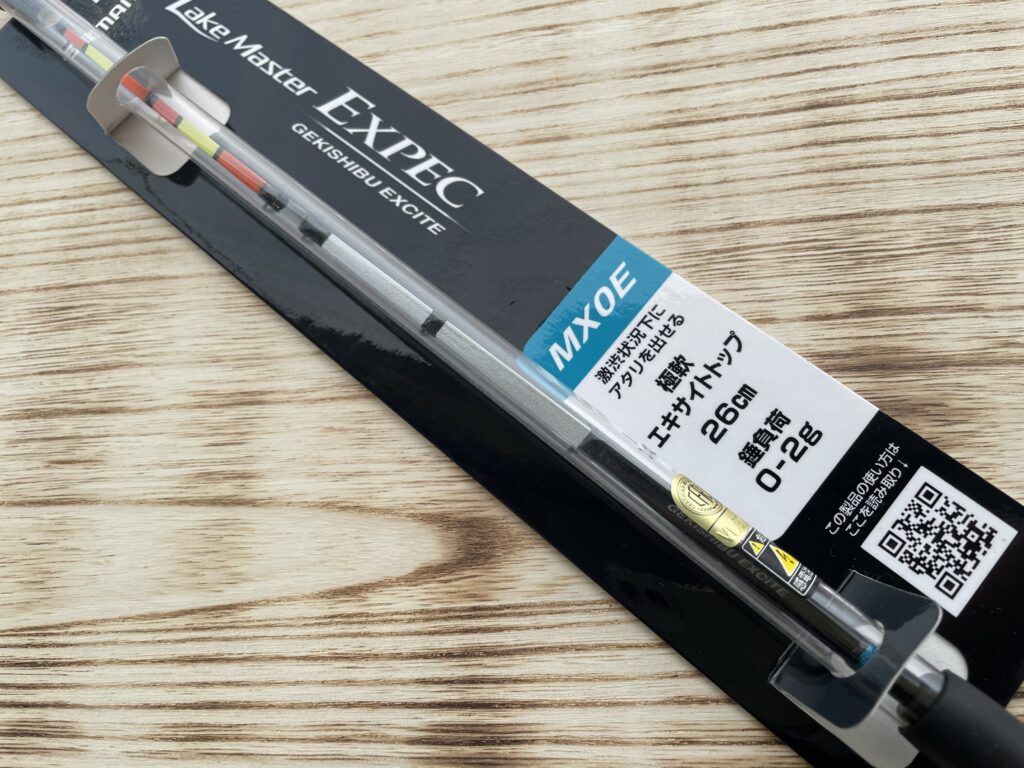 Lake Master
EXPEC
GEKISHIBU EXCITE
MX0E
激渋状況下に
アタリを出せる
極軟
エキサイトトップ
26cm
錘負荷
0-2g
この製品の使い方は
ここを読み取り↓
GEKISHIBU EXCITE